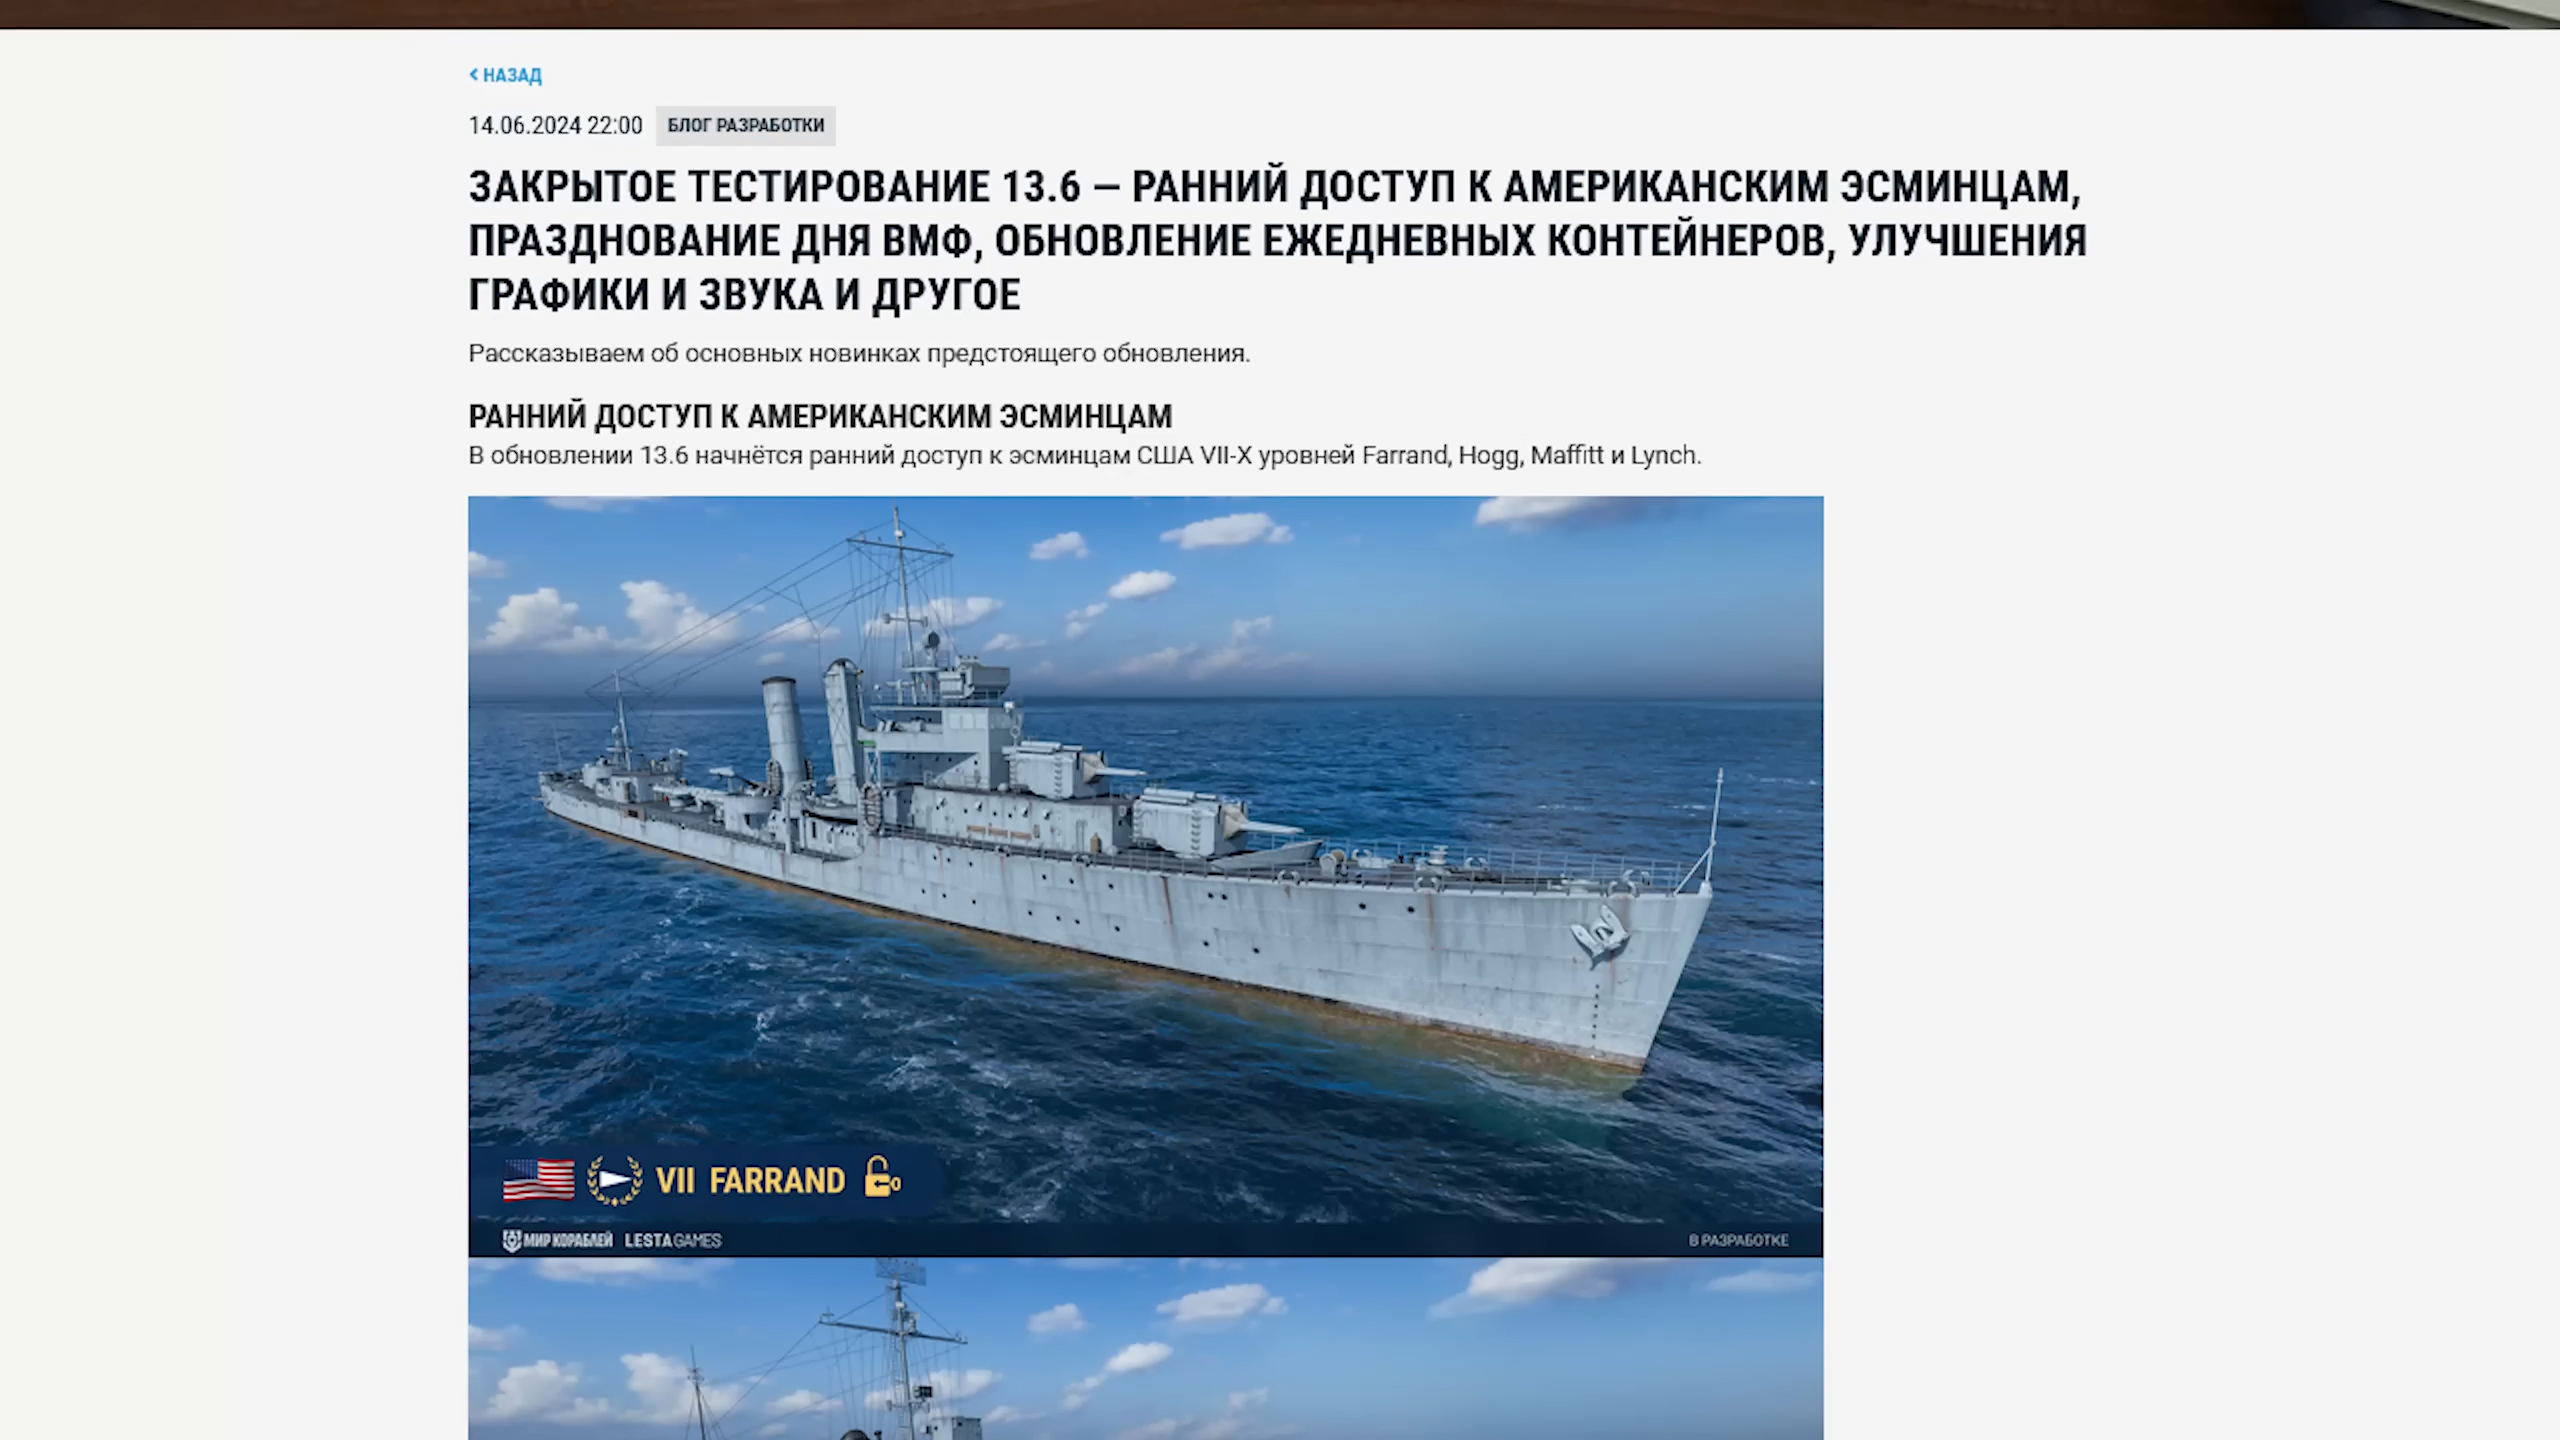 НАЗАД
14.06.2024 22:00 БЛОГ РАЗРАБОТКИ
ЗАКРЫТОЕ ТЕСТИРОВАНИЕ 13.6 — РАННИЙ ДОСТУП К АМЕРИКАНСКИМ ЭСМИНЦАМ,
ПРАЗДНОВАНИЕ ДНЯ ВМФ, ОБНОВЛЕНИЕ ЕЖЕДНЕВНЫХ КОНТЕЙНЕРОВ, УЛУЧШЕНИЯ
ГРАФИКИ И ЗВУКА И ДРУГОЕ
Рассказываем об основных новинках предстоящего обновления.
РАННИЙ ДОСТУП К АМЕРИКАНСКИМ ЭСМИНЦАМ
В обновлении 13.6 начнётся ранний доступ к эсминцам США VII-X уровней Farrand, Hogg, Maffitt и Lynch.
VII FARRAND
МИР КОРАБЛЕЙ LESTA GAMES
В РАЗРАБОТКЕ